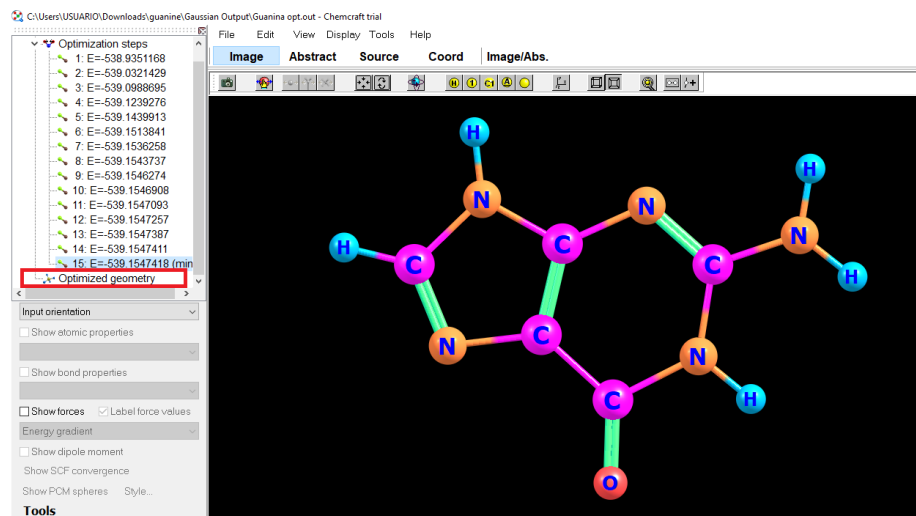 C:\Users\USUARIO\Downloads\guanine\Gaussian Output\Guanina opt.out - Chemcraft trial
File Edit View Display Tools Help
Image Abstract Source Coord Image/Abs.
Optimization steps
1: E=-538.9351168
2: E=-539.0321429
3: E=-539.0988695
4: E=-539.1239276
5: E=-539.1439913
6: E=-539.1513841
7: E=-539.1536258
8: E=-539.1543737
9: E=-539.1546274
10: E=-539.1546908
11: E=-539.1547093
12: E=-539.1547257
13: E=-539.1547387
14: E=-539.1547411
15: E=-539.1547418 (min
Optimized geometry
Input orientation
Show atomic properties
Show bond properties
Show forces Label force values
Energy gradient
Show dipole moment
Show SCF convergence
Show PCM spheres Style...
Tools
H
H
N
N
N
H
C
C
C
H
N
C
N
C
H
O